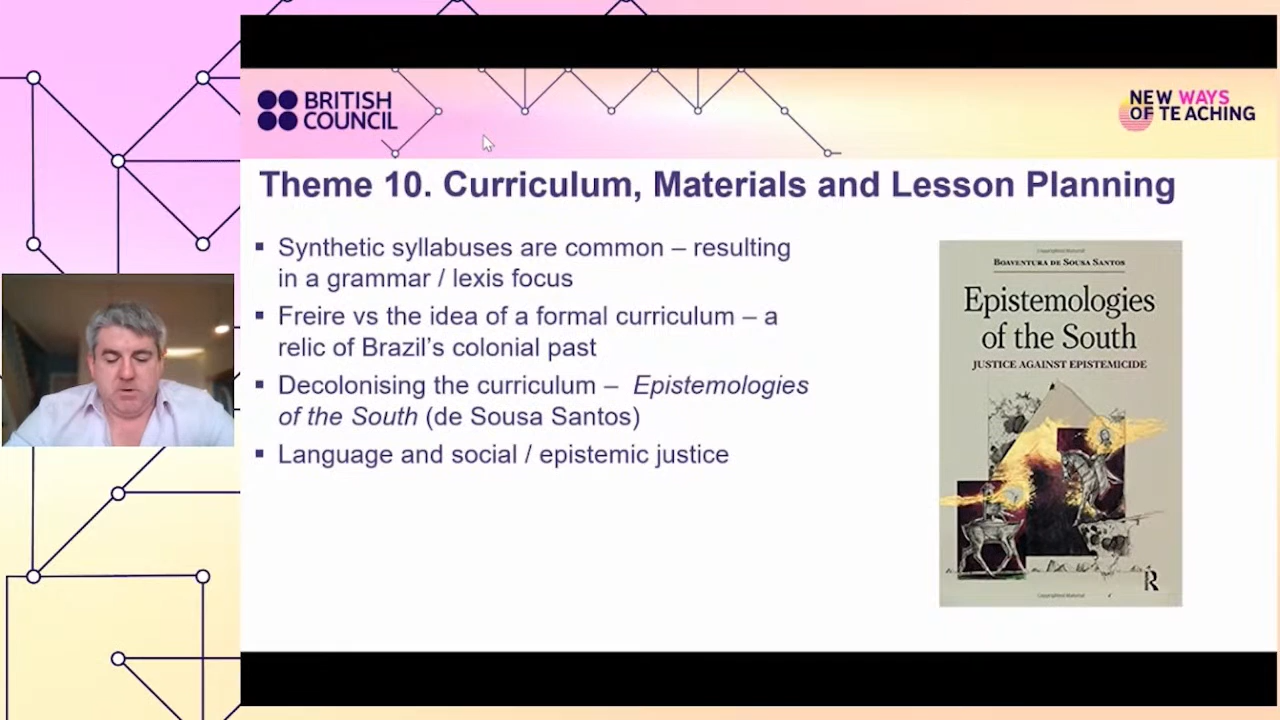 BRITISH
COUNCIL
NEW WAYS
OF TEACHING
Theme 10. Curriculum, Materials and Lesson Planning
▪ Synthetic syllabuses are common – resulting
in a grammar / lexis focus
▪ Freire vs the idea of a formal curriculum – a
relic of Brazil’s colonial past
▪ Decolonising the curriculum – Epistemologies
of the South (de Sousa Santos)
▪ Language and social / epistemic justice
BOAVENTURA DE SOUSA SANTOS
Epistemologies
of the South
JUSTICE AGAINST EPISTEMICIDE